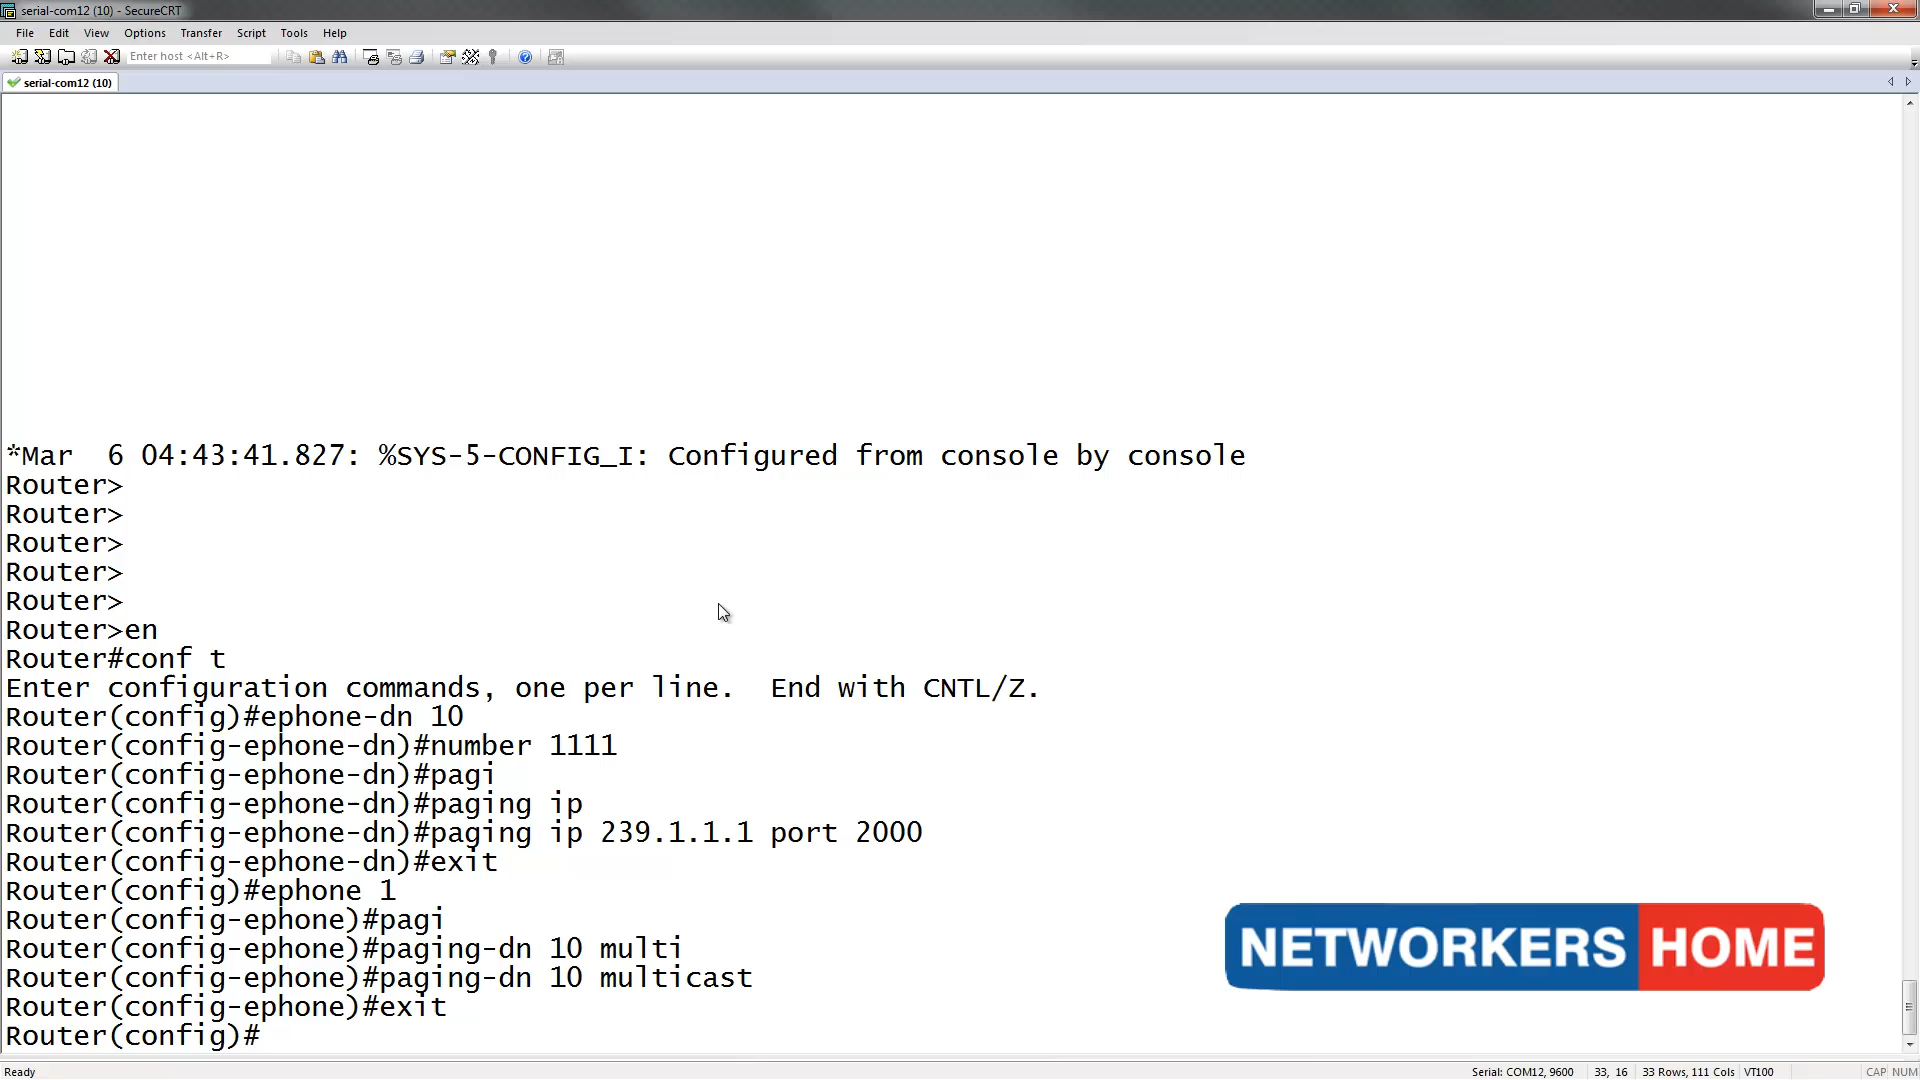 serial-com12 (10) - SecureCRT
File Edit View Options Transfer Script Tools Help
Enter host <Alt+R>
serial-com12 (10)
*Mar  6 04:43:41.827: %SYS-5-CONFIG_I: Configured from console by console
Router>
Router>
Router>
Router>
Router>
Router>en
Router#conf t
Enter configuration commands, one per line.  End with CNTL/Z.
Router(config)#ephone-dn 10
Router(config-ephone-dn)#number 1111
Router(config-ephone-dn)#pagi
Router(config-ephone-dn)#paging ip
Router(config-ephone-dn)#paging ip 239.1.1.1 port 2000
Router(config-ephone-dn)#exit
Router(config)#ephone 1
Router(config-ephone)#pagi
Router(config-ephone)#paging-dn 10 multi
Router(config-ephone)#paging-dn 10 multicast
Router(config-ephone)#exit
Router(config)#
NETWORKERS HOME
Ready Serial: COM12, 9600 33, 16 33 Rows, 111 Cols VT100 CAP NUM